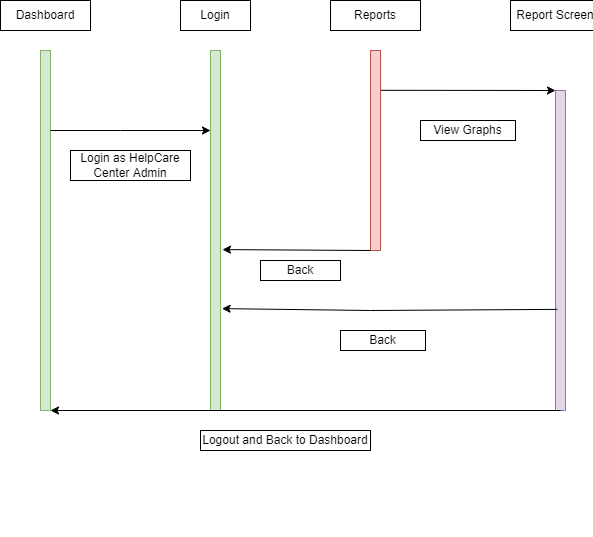 Dashboard
Login
Reports
Report Screen
View Graphs
Login as HelpCare
Center Admin
Back
Back
Logout and Back to Dashboard